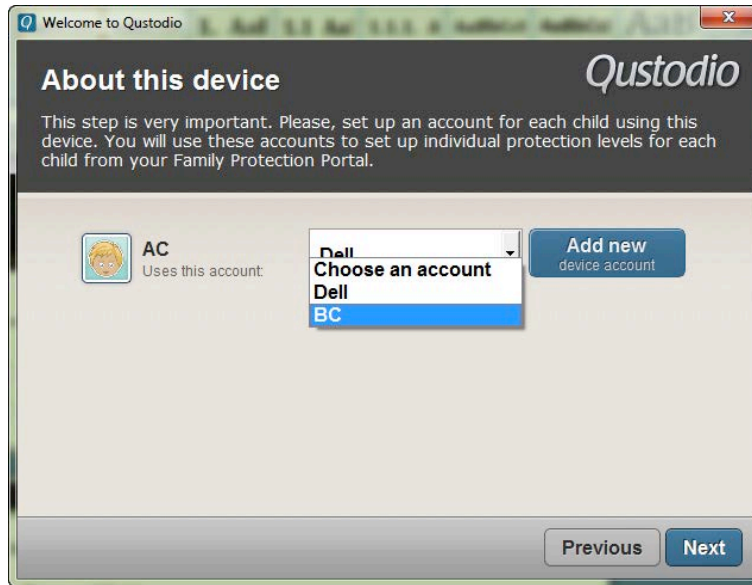 Welcome to Qustodio
About this device
Qustodio
This step is very important. Please, set up an account for each child using this
device. You will use these accounts to set up individual protection levels for each
child from your Family Protection Portal.
AC
Uses this account:
Dell
Add new
device account
Choose an account
Dell
BC
Previous
Next